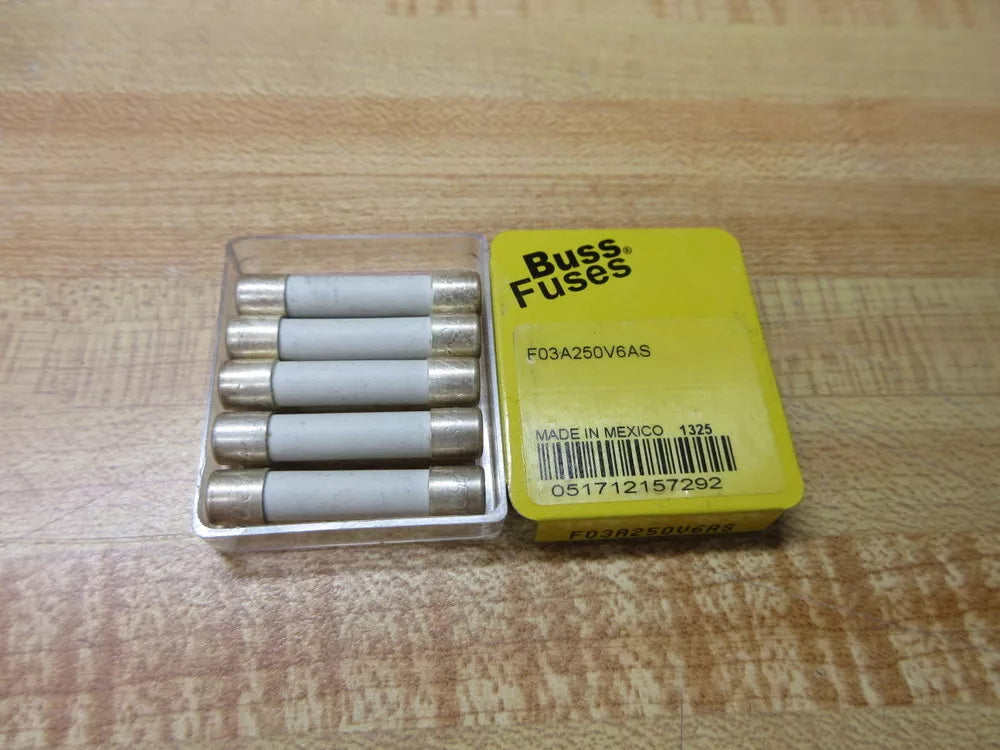 Buss®
Fuses
F03A250V6AS
MADE IN MEXICO 1325
051712157292
F03A250V6AS